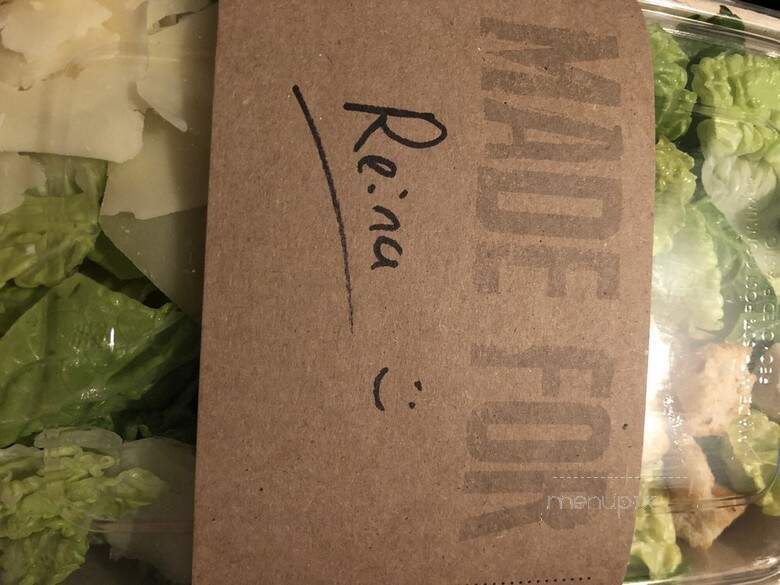 MADE FOR
Reina :)
menupix